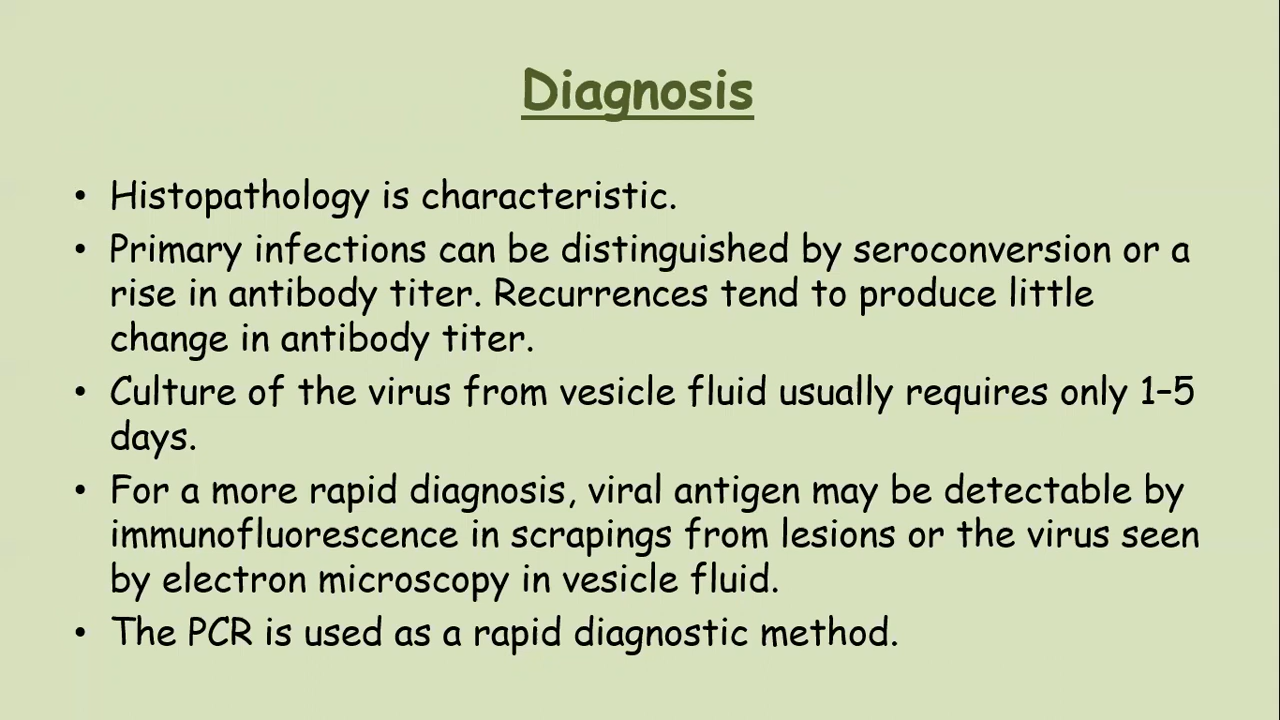 Diagnosis
• Histopathology is characteristic.
• Primary infections can be distinguished by seroconversion or a
rise in antibody titer. Recurrences tend to produce little
change in antibody titer.
• Culture of the virus from vesicle fluid usually requires only 1–5
days.
• For a more rapid diagnosis, viral antigen may be detectable by
immunofluorescence in scrapings from lesions or the virus seen
by electron microscopy in vesicle fluid.
• The PCR is used as a rapid diagnostic method.